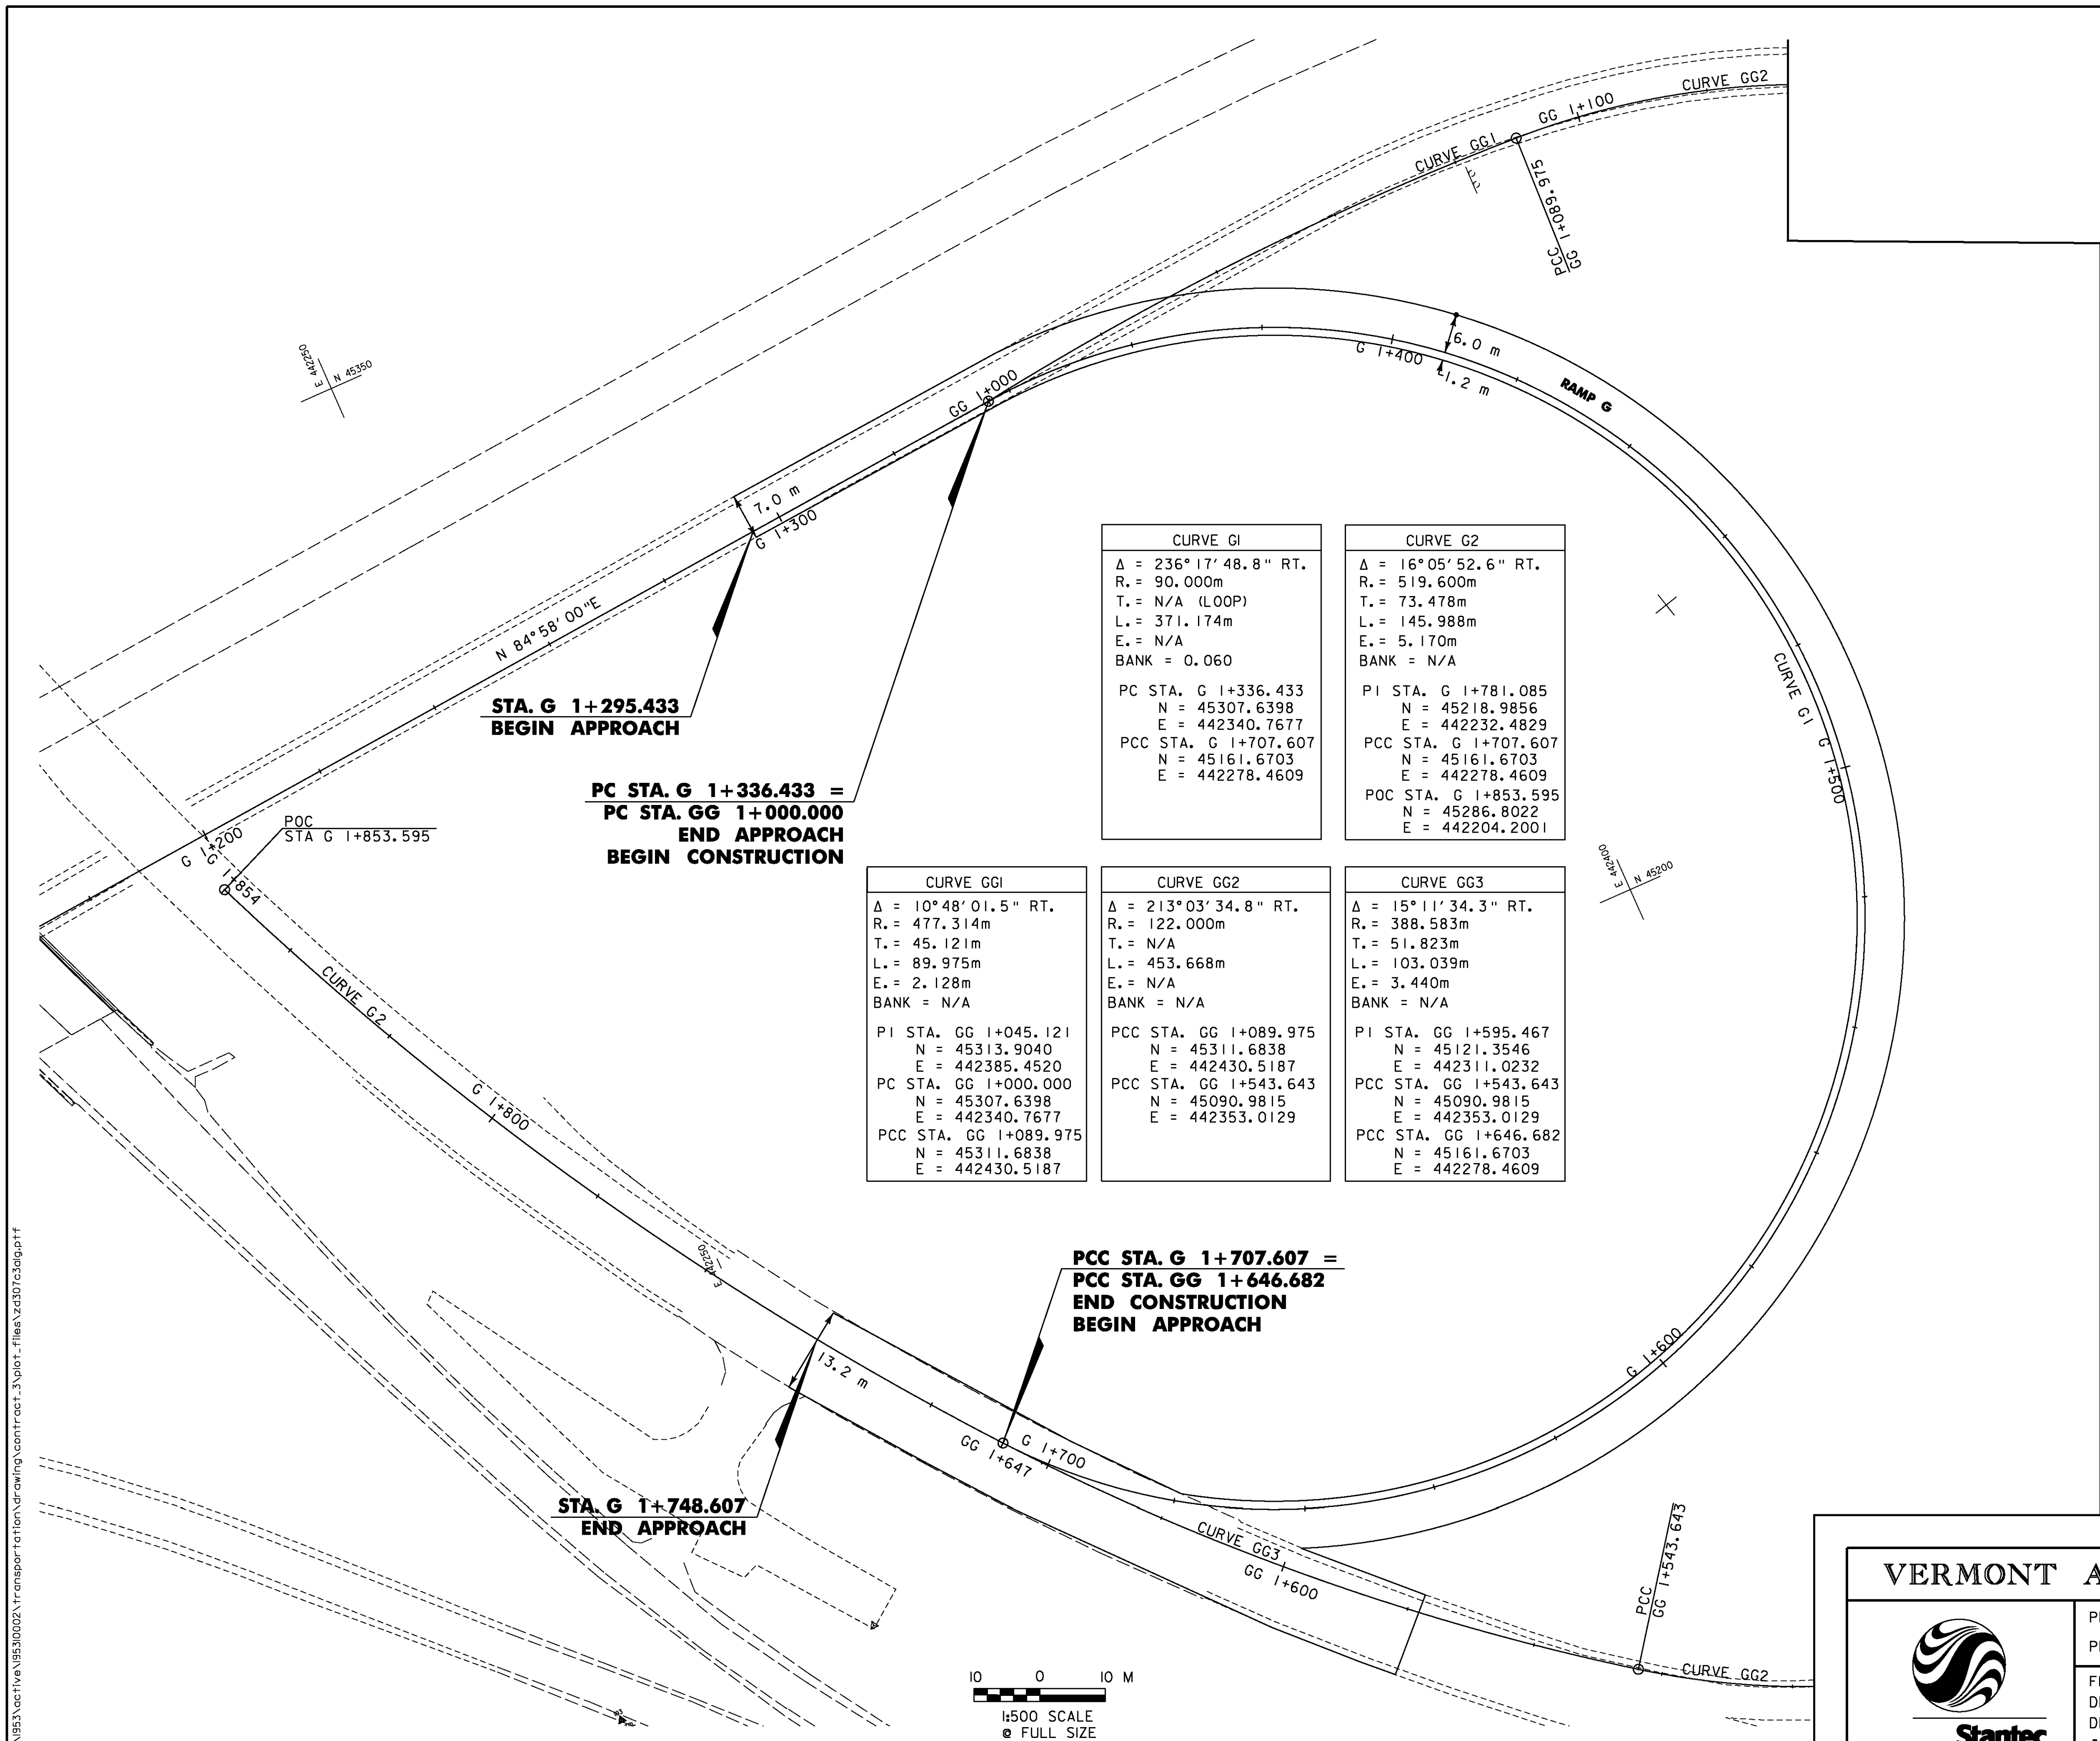 CURVE GG2
GG 1+100
CURVE GG1
PCC
GG 1+089.975
E 442250
N 45350
GG 1+000
G 1+400
6.0 m
1.2 m
RAMP G
7.0 m
G 1+300
N 84°58'00"E
STA. G 1+295.433
BEGIN APPROACH
PC STA. G 1+336.433 =
PC STA. GG 1+000.000
END APPROACH
BEGIN CONSTRUCTION
POC
STA G 1+853.595
G 1+200
G 1+854
CURVE G1
Δ = 236°17'48.8" RT.
R. = 90.000m
T. = N/A (LOOP)
L. = 371.174m
E. = N/A
BANK = 0.060
PC STA. G 1+336.433
N = 45307.6398
E = 442340.7677
PCC STA. G 1+707.607
N = 45161.6703
E = 442278.4609
CURVE G2
Δ = 16°05'52.6" RT.
R. = 519.600m
T. = 73.478m
L. = 145.988m
E. = 5.170m
BANK = N/A
PI STA. G 1+781.085
N = 45218.9856
E = 442232.4829
PCC STA. G 1+707.607
N = 45161.6703
E = 442278.4609
POC STA. G 1+853.595
N = 45286.8022
E = 442204.2001
CURVE G1
G 1+500
E 442400
N 45200
CURVE GG1
Δ = 10°48'01.5" RT.
R. = 477.314m
T. = 45.121m
L. = 89.975m
E. = 2.128m
BANK = N/A
PI STA. GG 1+045.121
N = 45313.9040
E = 442385.4520
PC STA. GG 1+000.000
N = 45307.6398
E = 442340.7677
PCC STA. GG 1+089.975
N = 45311.6838
E = 442430.5187
CURVE GG2
Δ = 213°03'34.8" RT.
R. = 122.000m
T. = N/A
L. = 453.668m
E. = N/A
BANK = N/A
PCC STA. GG 1+089.975
N = 45311.6838
E = 442430.5187
PCC STA. GG 1+543.643
N = 45090.9815
E = 442353.0129
CURVE GG3
Δ = 15°11'34.3" RT.
R. = 388.583m
T. = 51.823m
L. = 103.039m
E. = 3.440m
BANK = N/A
PI STA. GG 1+595.467
N = 45121.3546
E = 442311.0232
PCC STA. GG 1+543.643
N = 45090.9815
E = 442353.0129
PCC STA. GG 1+646.682
N = 45161.6703
E = 442278.4609
CURVE G2
G 1+800
E 442250
PCC STA. G 1+707.607 =
PCC STA. GG 1+646.682
END CONSTRUCTION
BEGIN APPROACH
13.2 m
G 1+600
GG 1+647
G 1+700
STA. G 1+748.607
END APPROACH
CURVE GG3
GG 1+600
PCC
GG 1+543.643
CURVE GG2
10 0 10 M
1:500 SCALE
@ FULL SIZE
VERMONT A
Stantec
\1953\active\195310002\transportation\drawing\contract_3\plot_files\zd307c3alg.ptf